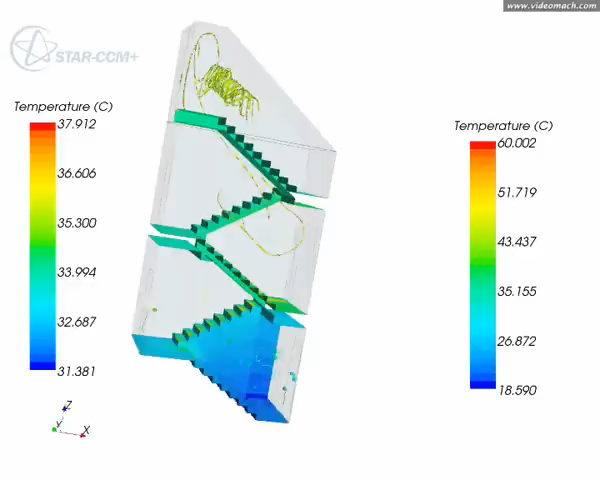 www.videomach.com
STAR-CCM+
Temperature (C)
37.912
36.606
35.300
33.994
32.687
31.381
Temperature (C)
60.002
51.719
43.437
35.155
26.872
18.590
Z
Y
X